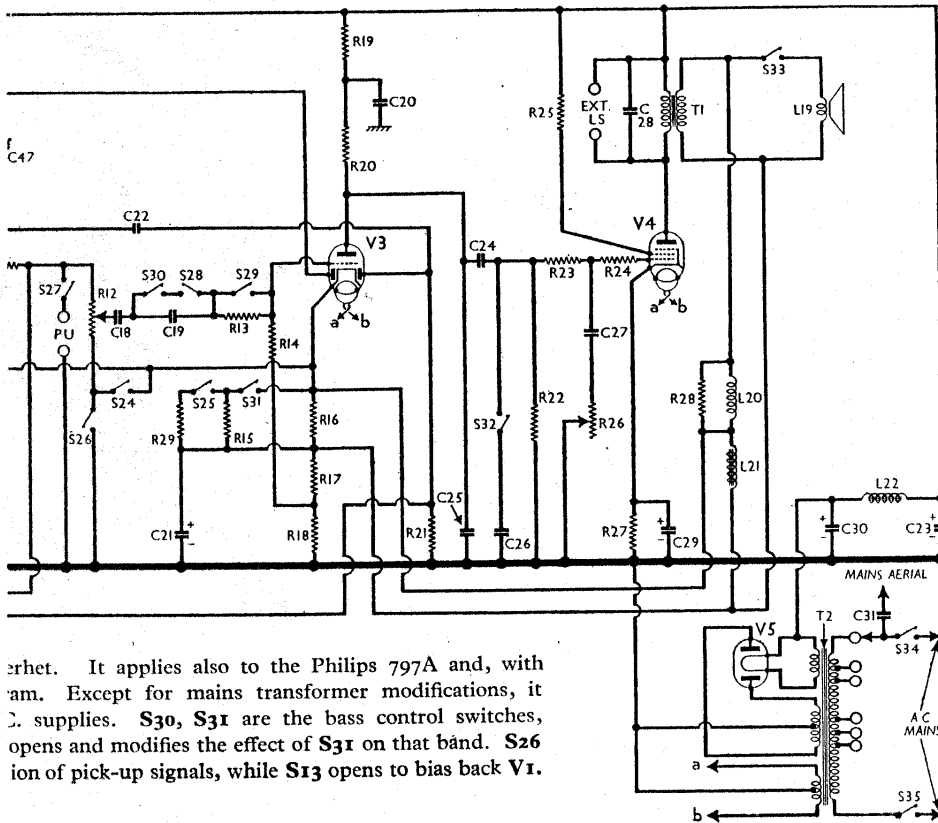 R19
C20
R20
R25
EXT.
LS
C
28
T1
S33
L19
f
C47
C22
V3
C24
V4
S27
R12
S30
S28
S29
a
b
R23
R24
a
b
PU
C18
C19
R13
R14
C27
S24
S25
S31
R16
S32
R22
R26
R28
L20
S26
R29
R15
R17
L21
L22
C21
+
-
R18
C25
R21
C26
R27
+
-
C29
+
-
C30
C23
+
-
MAINS AERIAL
C31
T2
V5
S34
A C
MAINS
a
b
S35
erhet. It applies also to the Philips 797A and, with
ram. Except for mains transformer modifications, it
C. supplies. S30, S31 are the bass control switches,
opens and modifies the effect of S31 on that band. S26
ion of pick-up signals, while S13 opens to bias back V1.